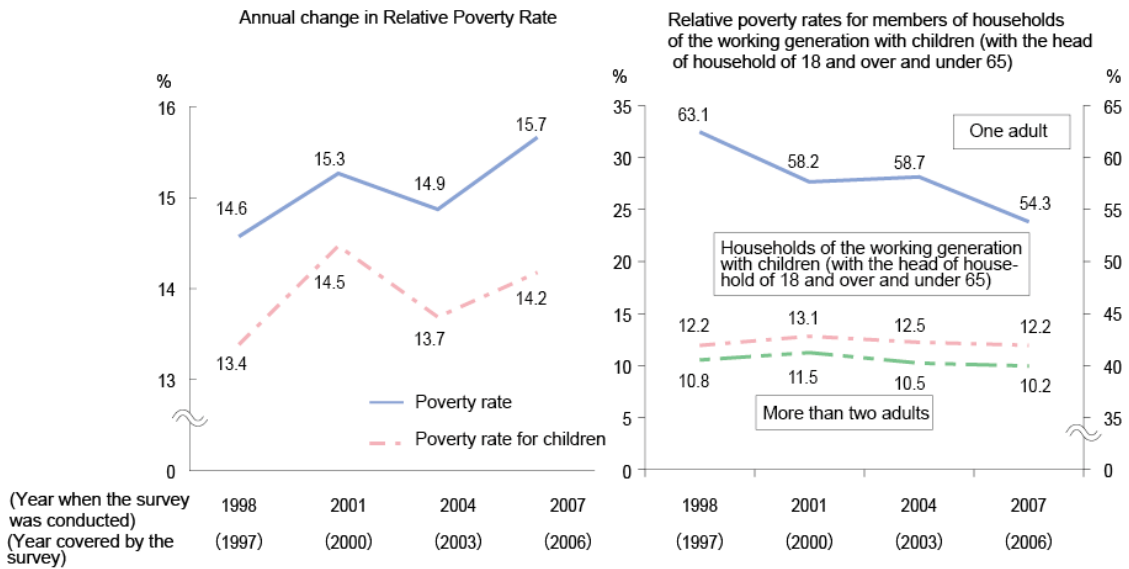 Annual change in Relative Poverty Rate
%
16
15
14
13
0
14.6
15.3
14.9
15.7
13.4
14.5
13.7
14.2
Poverty rate
Poverty rate for children
Relative poverty rates for members of households
of the working generation with children (with the head
of household of 18 and over and under 65)
%
%
35
30
25
20
15
10
5
0
65
60
55
50
45
40
35
0
One adult
63.1
58.2
58.7
54.3
Households of the working generation
with children (with the head of house-
hold of 18 and over and under 65)
12.2
13.1
12.5
12.2
10.8
11.5
10.5
10.2
More than two adults
(Year when the survey
was conducted)
1998 2001 2004 2007 1998 2001 2004 2007
(Year covered by the
survey)
(1997) (2000) (2003) (2006) (1997) (2000) (2003) (2006)